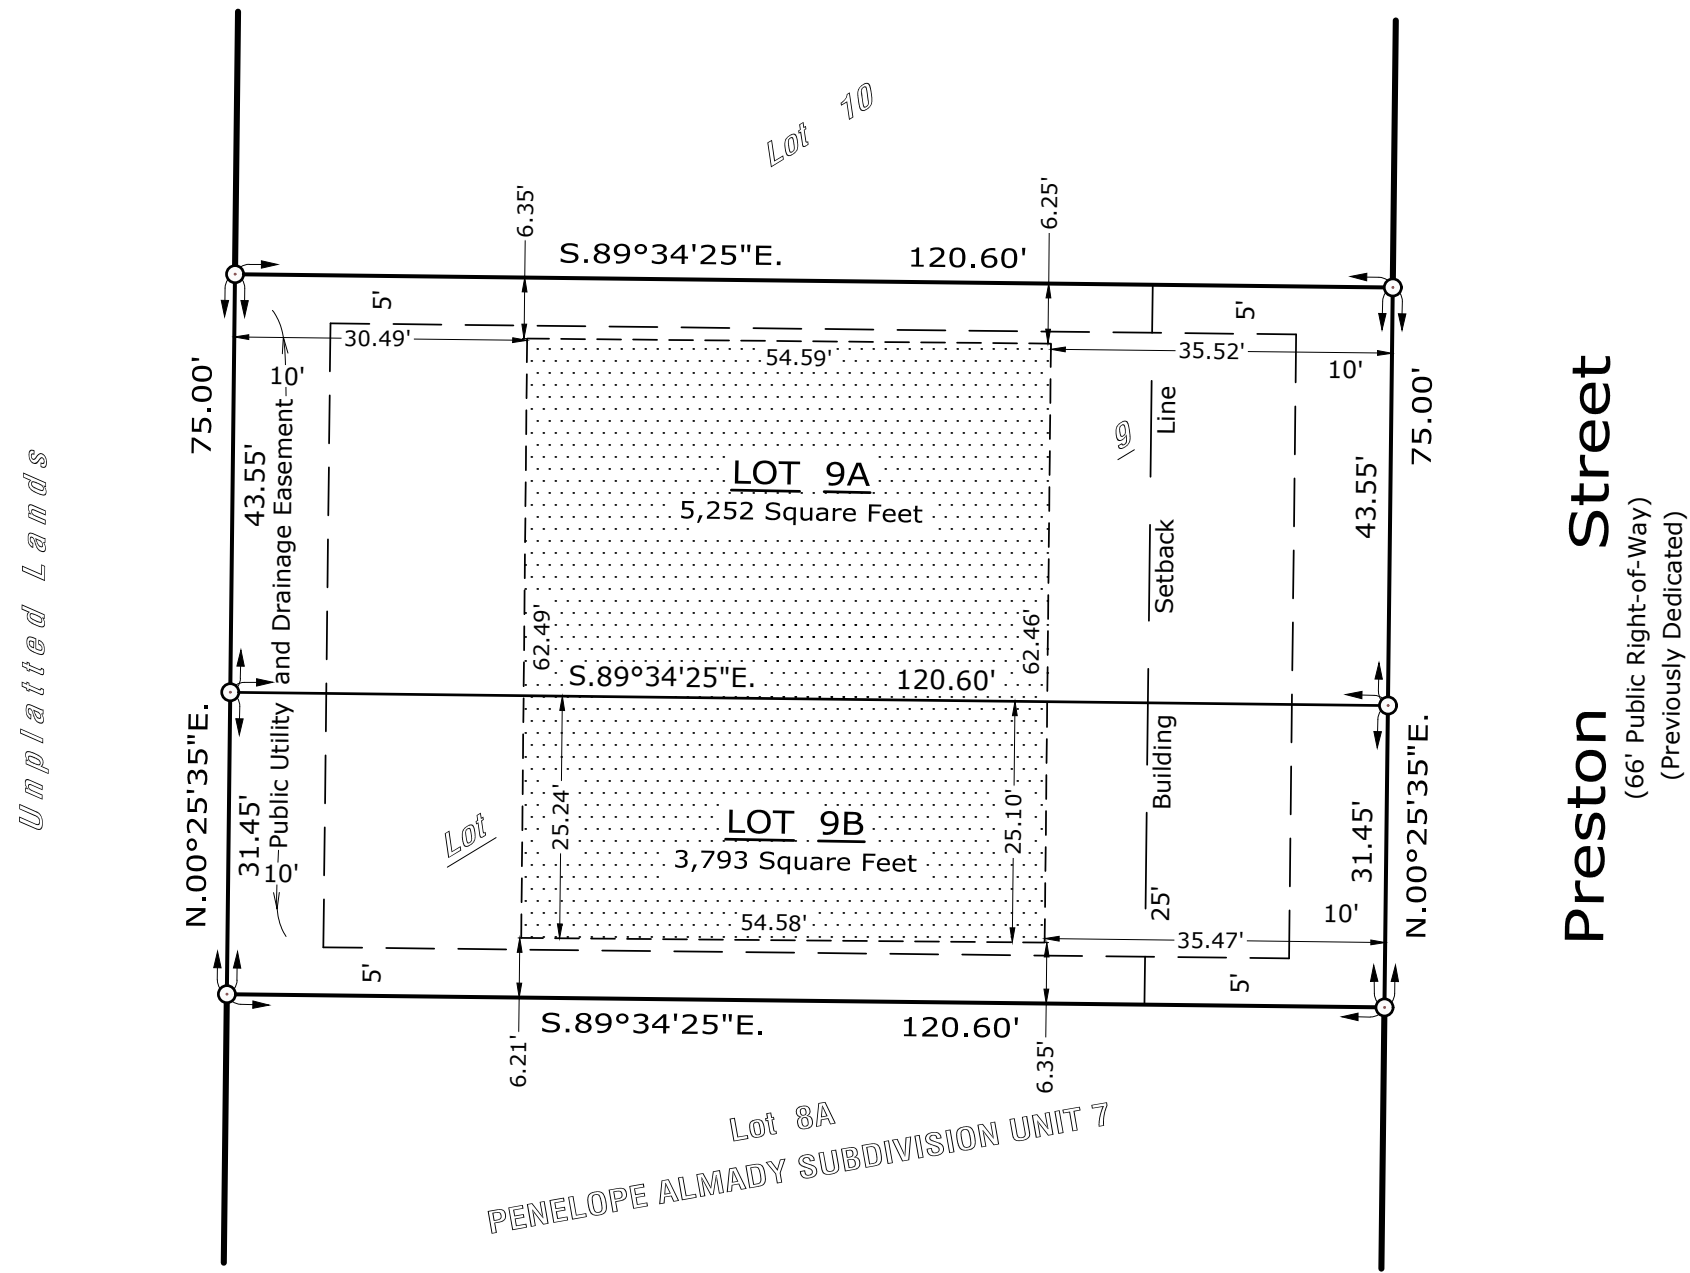 Lot 10
6.35'
6.25'
S.89°34'25"E. 120.60'
5'
5'
30.49'
54.59'
35.52'
10'
10'
75.00'
43.55'
75.00'
43.55'
Line
9
LOT 9A
5,252 Square Feet
Unplatted Lands
Public Utility and Drainage Easement
Setback
62.49'
62.46'
S.89°34'25"E. 120.60'
Building
N.00°25'35"E.
31.45'
N.00°25'35"E.
31.45'
25.24'
25.10'
Lot
LOT 9B
3,793 Square Feet
10'
25'
10'
54.58'
35.47'
5'
5'
S.89°34'25"E. 120.60'
6.21'
6.35'
Lot 8A
PENELOPE ALMADY SUBDIVISION UNIT 7
Preston Street
(66' Public Right-of-Way)
(Previously Dedicated)